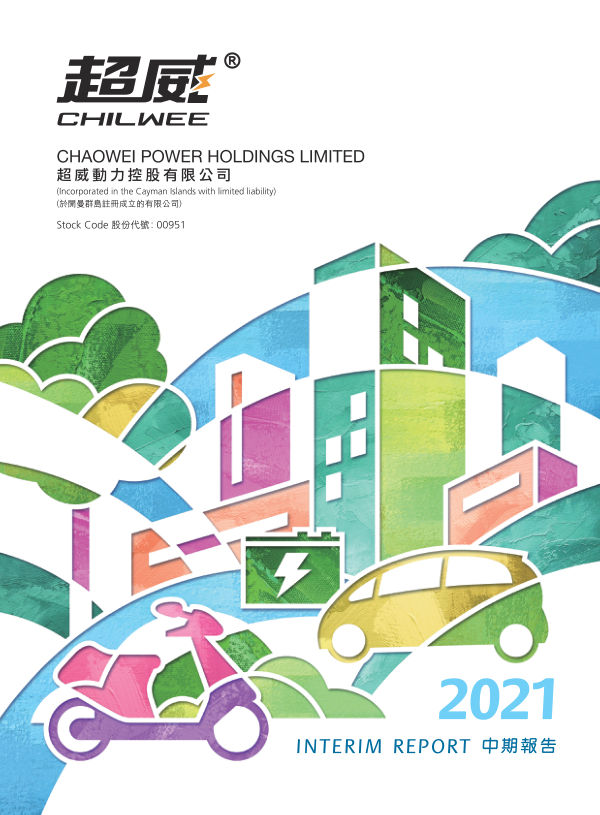 超威®
CHILWEE
CHAOWEI POWER HOLDINGS LIMITED
超威動力控股有限公司
(Incorporated in the Cayman Islands with limited liability)
(於開曼群島註冊成立的有限公司)
Stock Code 股份代號: 00951
2021
INTERIM REPORT 中期報告